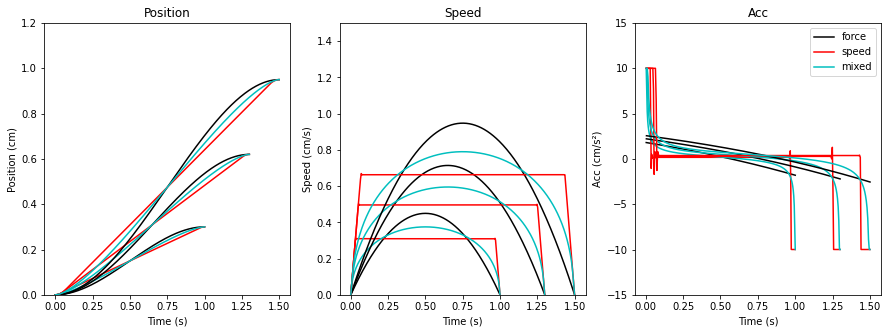 Position
Speed
Acc
Position (cm)
1.2
1.0
0.8
0.6
0.4
0.2
0.0
0.00 0.25 0.50 0.75 1.00 1.25 1.50
Time (s)
Speed (cm/s)
1.4
1.2
1.0
0.8
0.6
0.4
0.2
0.0
0.00 0.25 0.50 0.75 1.00 1.25 1.50
Time (s)
Acc (cm/s²)
15
10
5
0
−5
−10
−15
0.00 0.25 0.50 0.75 1.00 1.25 1.50
Time (s)
force
speed
mixed